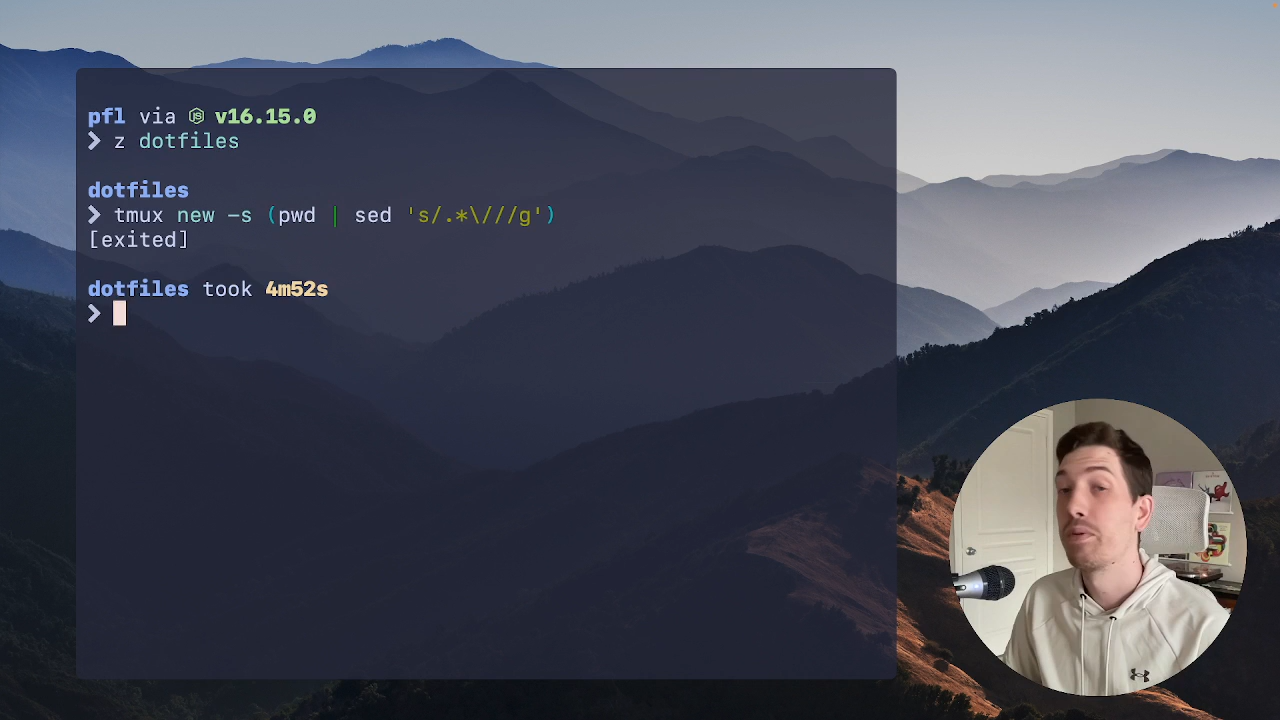 pfl via v16.15.0
❯ z dotfiles
dotfiles
❯ tmux new -s (pwd | sed 's/.*\///g')
[exited]
dotfiles took 4m52s
❯